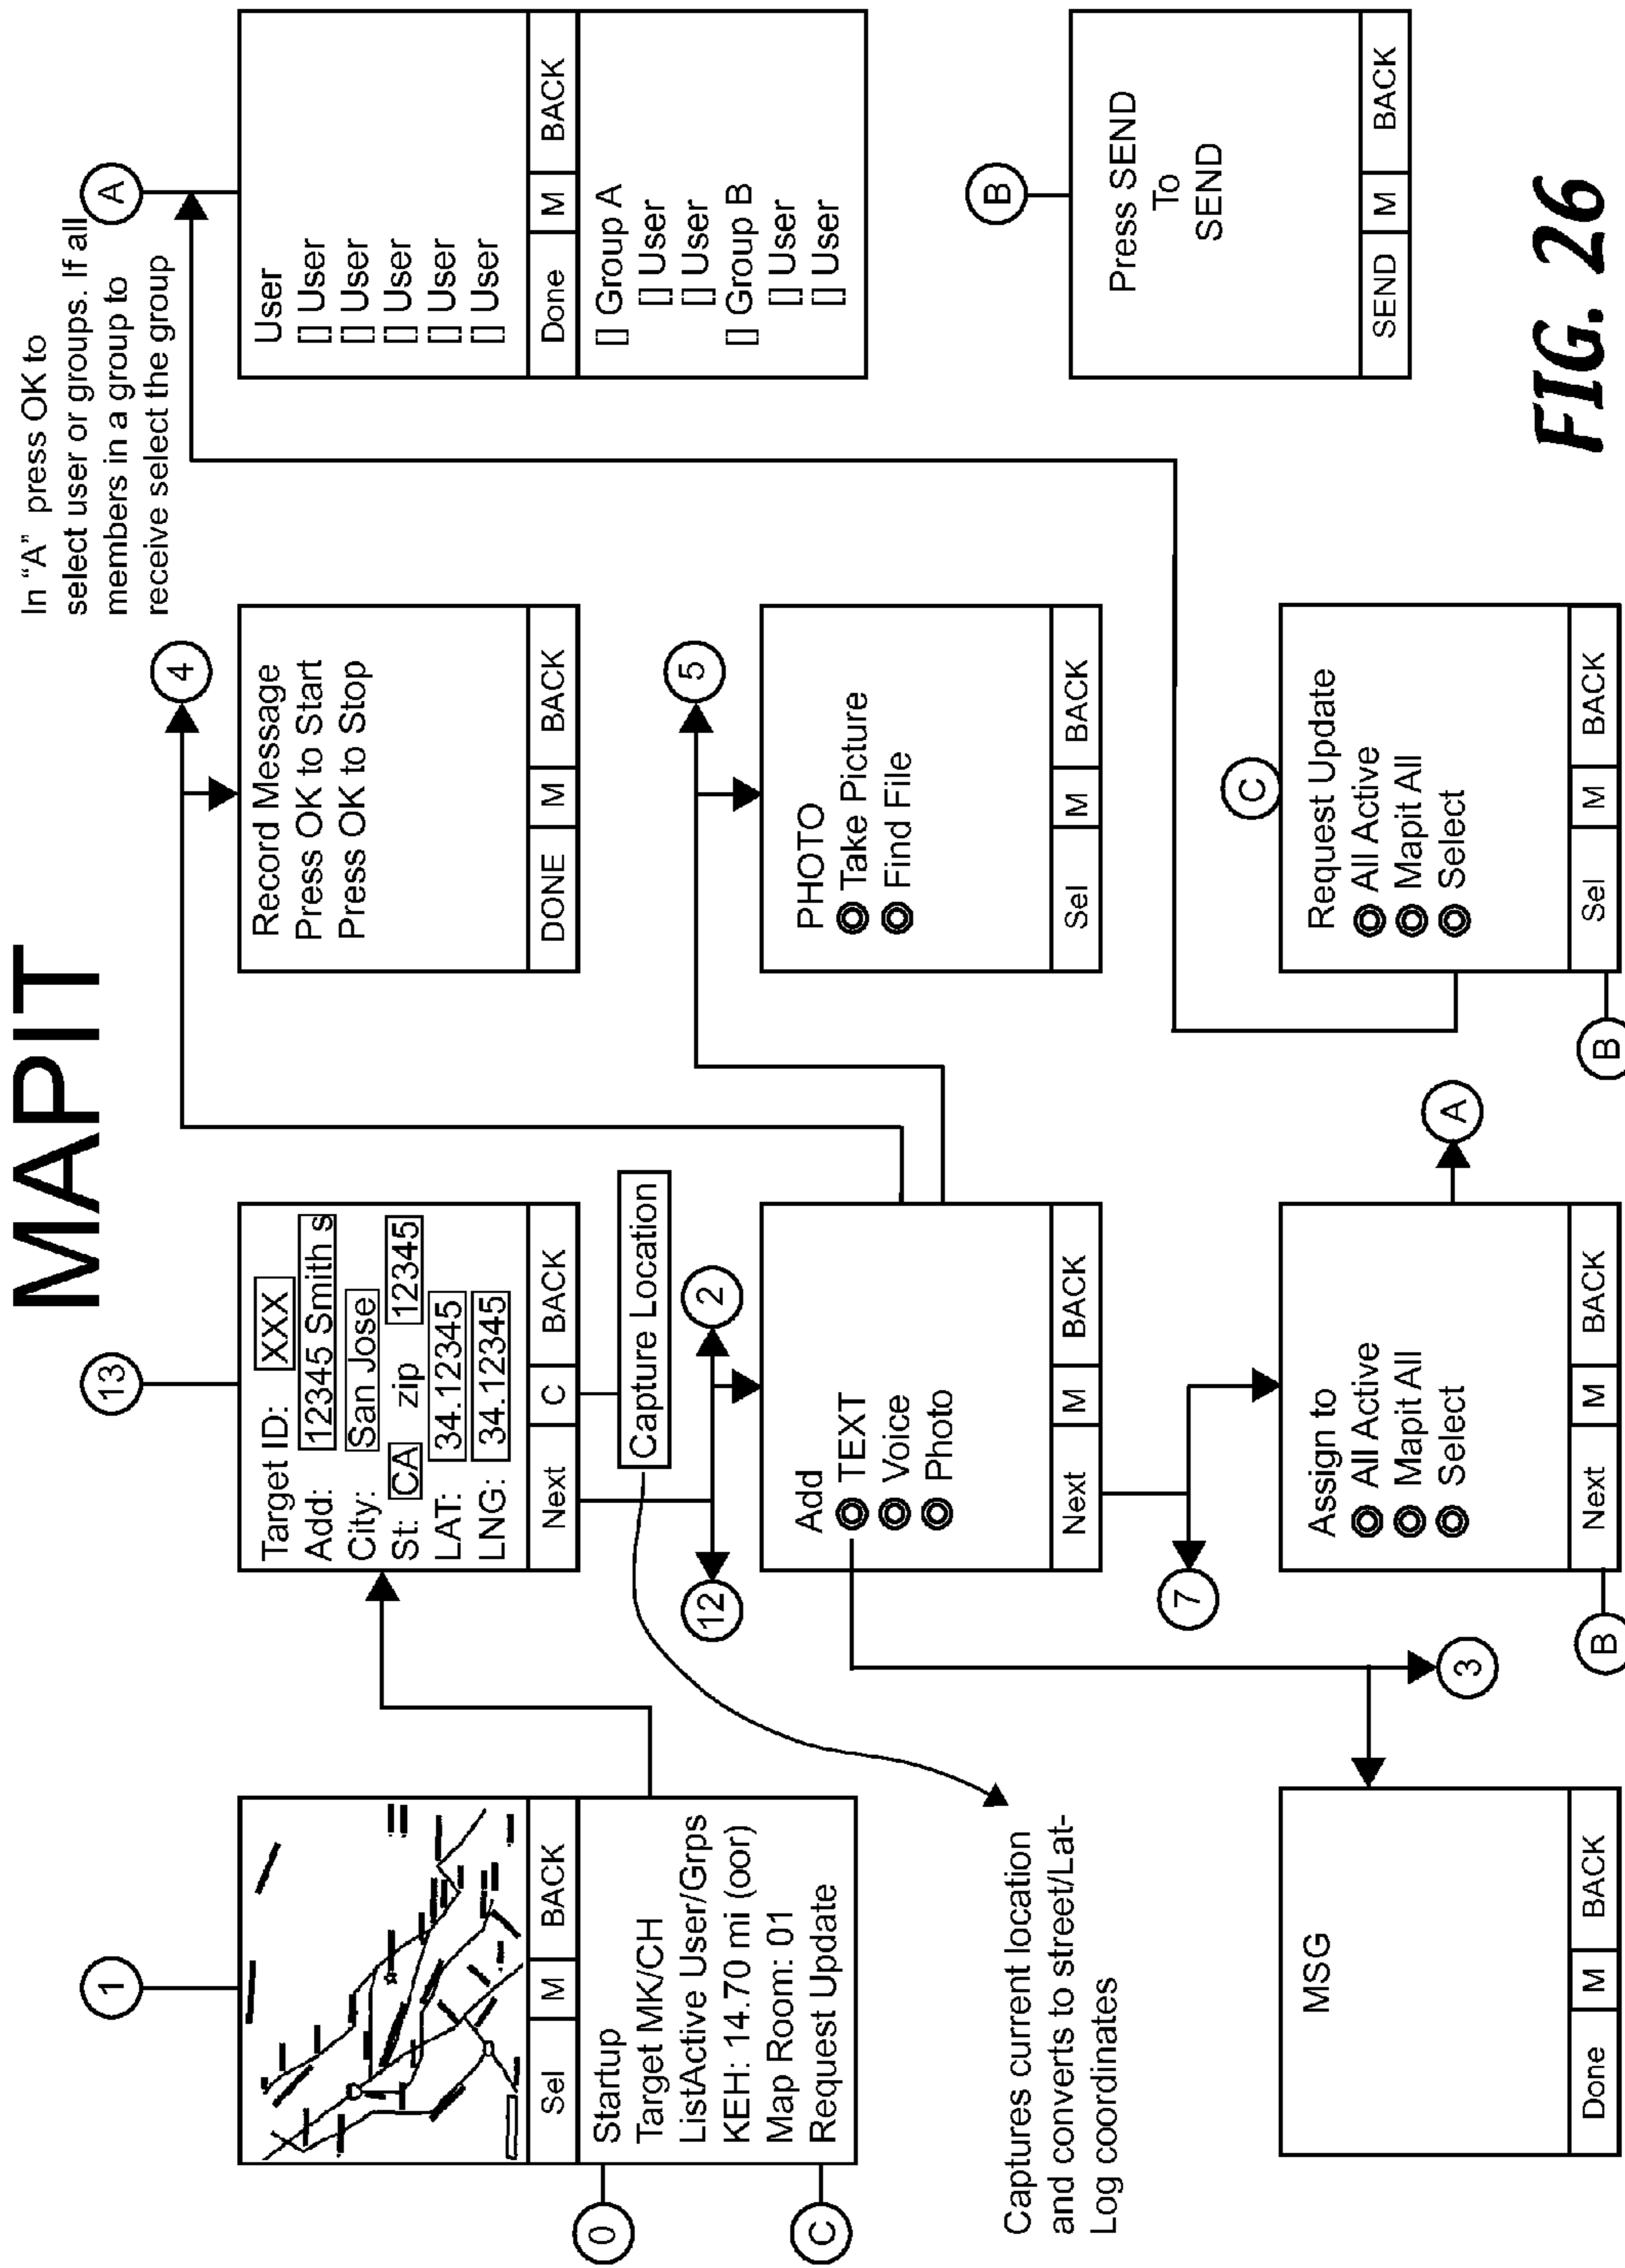 MAPIT
1
Sel M BACK
0
Startup
Target MK/CH
ListActive User/Grps
KEH: 14.70 mi (oor)
Map Room: 01
C
Request Update
Captures current location
and converts to street/Lat-
Log coordinates
MSG
Done M BACK
13
Target ID: XXX
Add: 12345 Smith s
City: San Jose
St: CA zip 12345
LAT: 34.12345
LNG: 34.12345
Next C BACK
Capture Location
12
2
Add
TEXT
Voice
Photo
Next M BACK
7
3
Assign to
All Active
Mapit All
Select
Next M BACK
A
B
4
Record Message
Press OK to Start
Press OK to Stop
DONE M BACK
5
PHOTO
Take Picture
Find File
Sel M BACK
C
Request Update
All Active
Mapit All
Select
Sel M BACK
B
In "A" press OK to
select user or groups. If all
members in a group to
receive select the group
A
User
[] User
[] User
[] User
[] User
[] User
Done M BACK
[] Group A
[] User
[] User
[] Group B
[] User
[] User
B
Press SEND
To
SEND
SEND M BACK
FIG. 26